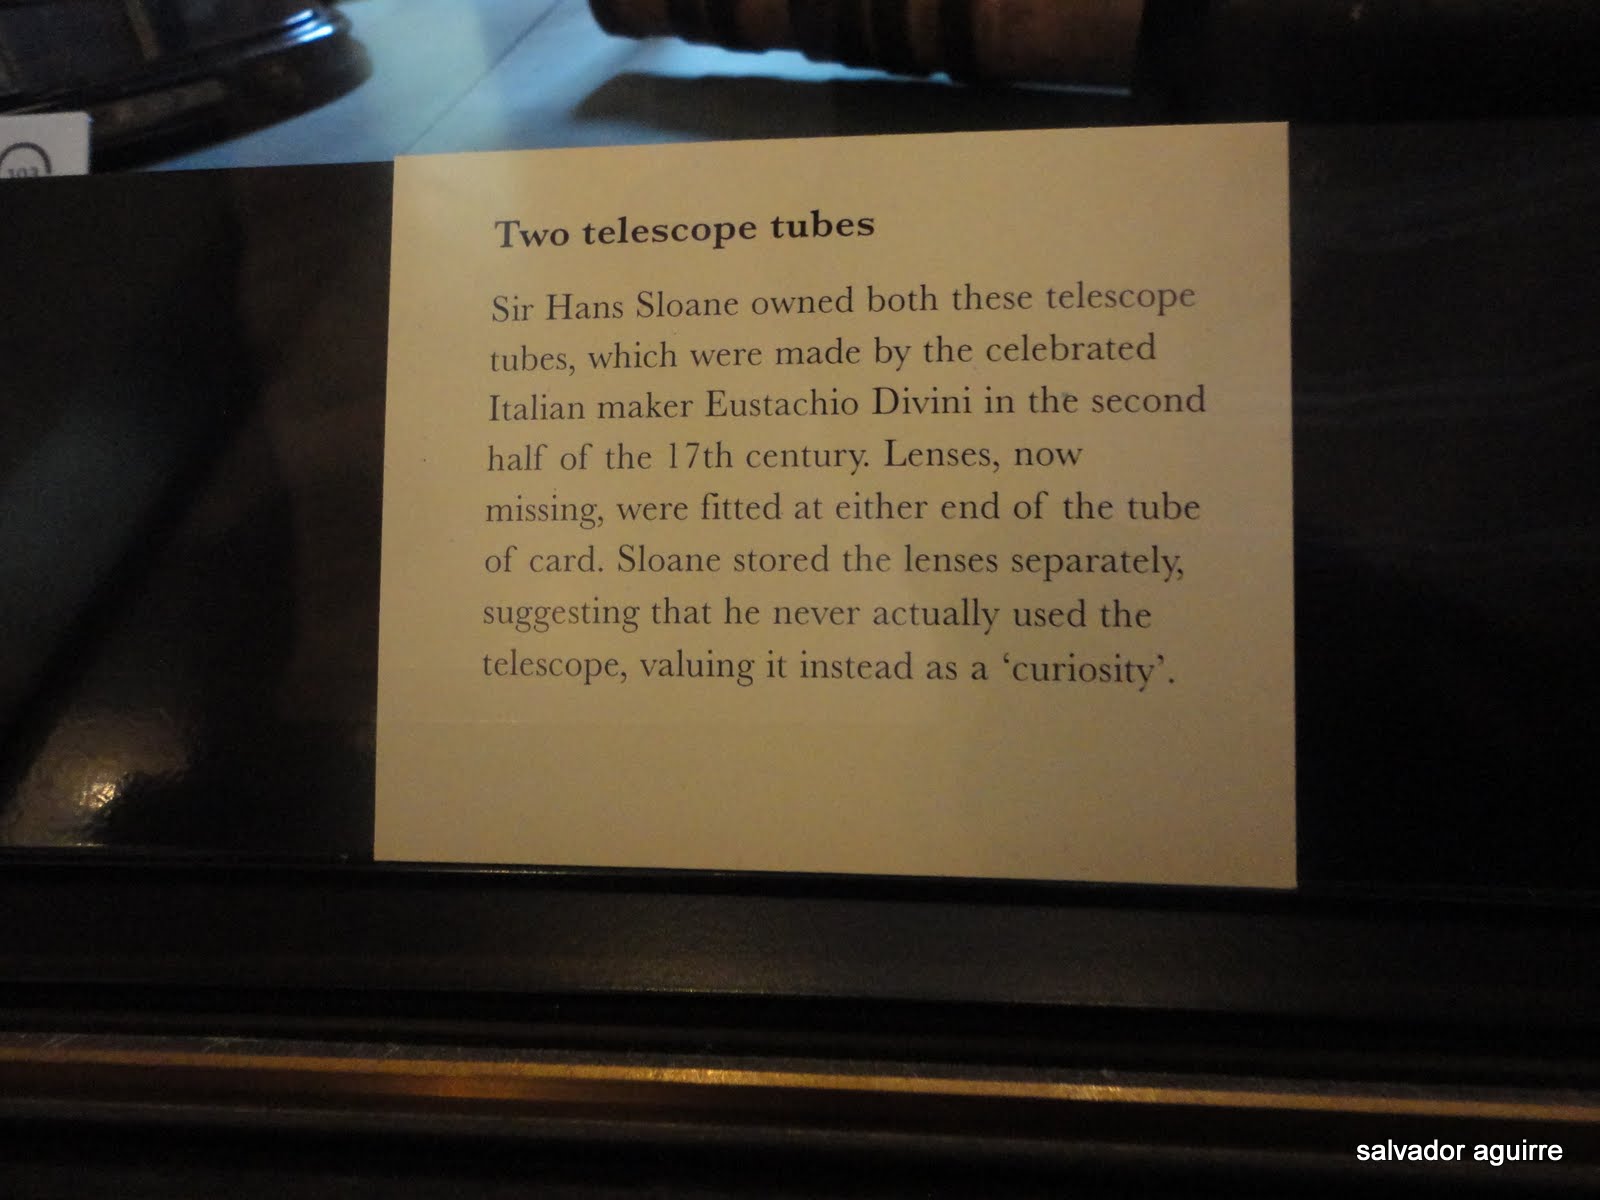 103
Two telescope tubes
Sir Hans Sloane owned both these telescope
tubes, which were made by the celebrated
Italian maker Eustachio Divini in the second
half of the 17th century. Lenses, now
missing, were fitted at either end of the tube
of card. Sloane stored the lenses separately,
suggesting that he never actually used the
telescope, valuing it instead as a ‘curiosity’.
salvador aguirre